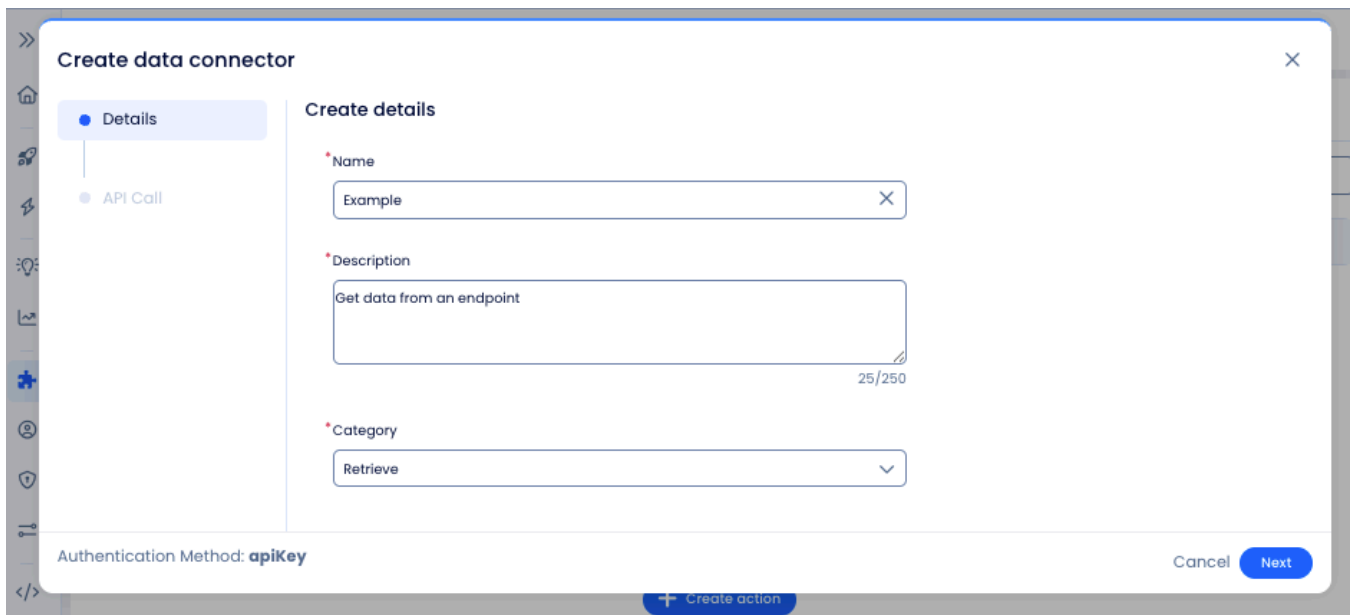 Create data connector
Details
API Call
Create details
*Name
Example
*Description
Get data from an endpoint
25/250
*Category
Retrieve
Authentication Method: apiKey
Cancel
Next
Create action